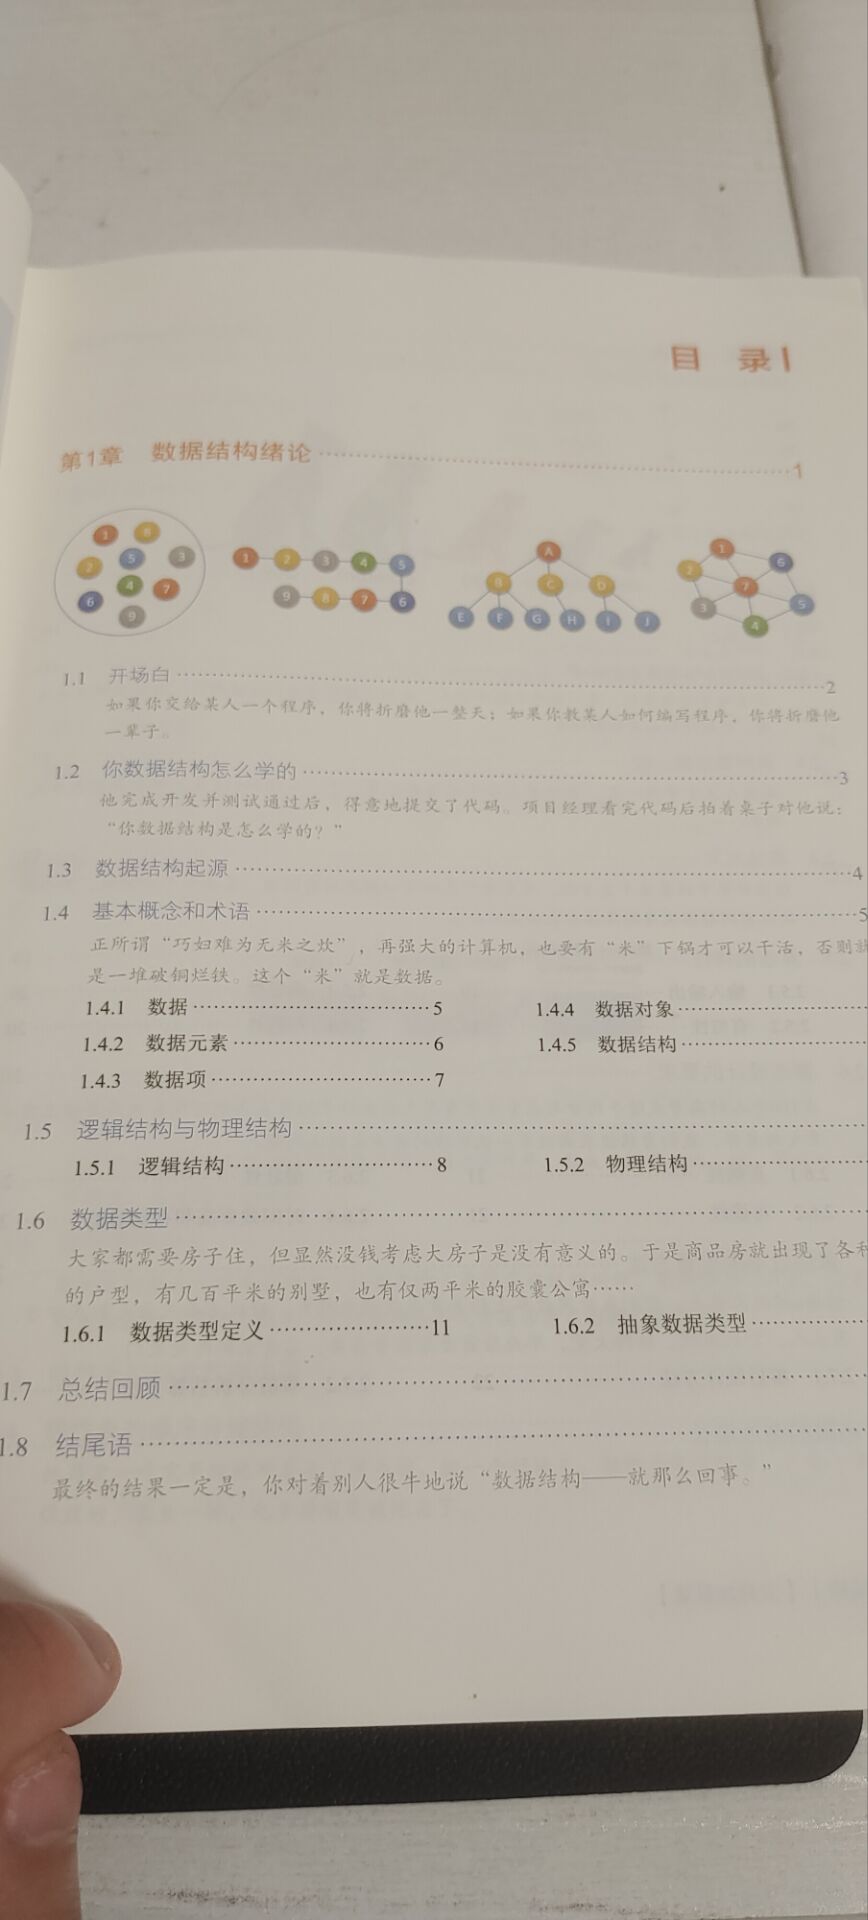 目 录
第1章 数据结构绪论……1
1 6 5 3 2 4 7 6 8 9
1 2 3 4 5
9 8 7 6
A
B C D
E F G H I J
1 6 2 7 5 3 4
1.1 开场白……2
如果你交给某人一个程序，你将折磨他一整天；如果你教某人如何编写程序，你将折磨他
一辈子。
1.2 你数据结构怎么学的……3
他完成开发并测试通过后，得意地提交了代码。项目经理看完代码后拍着桌子对他说：
“你数据结构是怎么学的？”
1.3 数据结构起源……4
1.4 基本概念和术语……5
正所谓“巧妇难为无米之炊”，再强大的计算机，也要有“米”下锅才可以干活，否则就
是一堆破铜烂铁。这个“米”就是数据。
1.4.1 数据……5 1.4.4 数据对象……
1.4.2 数据元素……6 1.4.5 数据结构……
1.4.3 数据项……7
1.5 逻辑结构与物理结构……
1.5.1 逻辑结构……8 1.5.2 物理结构……
1.6 数据类型……
大家都需要房子住，但显然没钱考虑大房子是没有意义的。于是商品房就出现了各种
的户型，有几百平米的别墅，也有仅两平米的胶囊公寓……
1.6.1 数据类型定义……11 1.6.2 抽象数据类型……
1.7 总结回顾……
1.8 结尾语……
最终的结果一定是，你对着别人很牛地说“数据结构——就那么回事。”